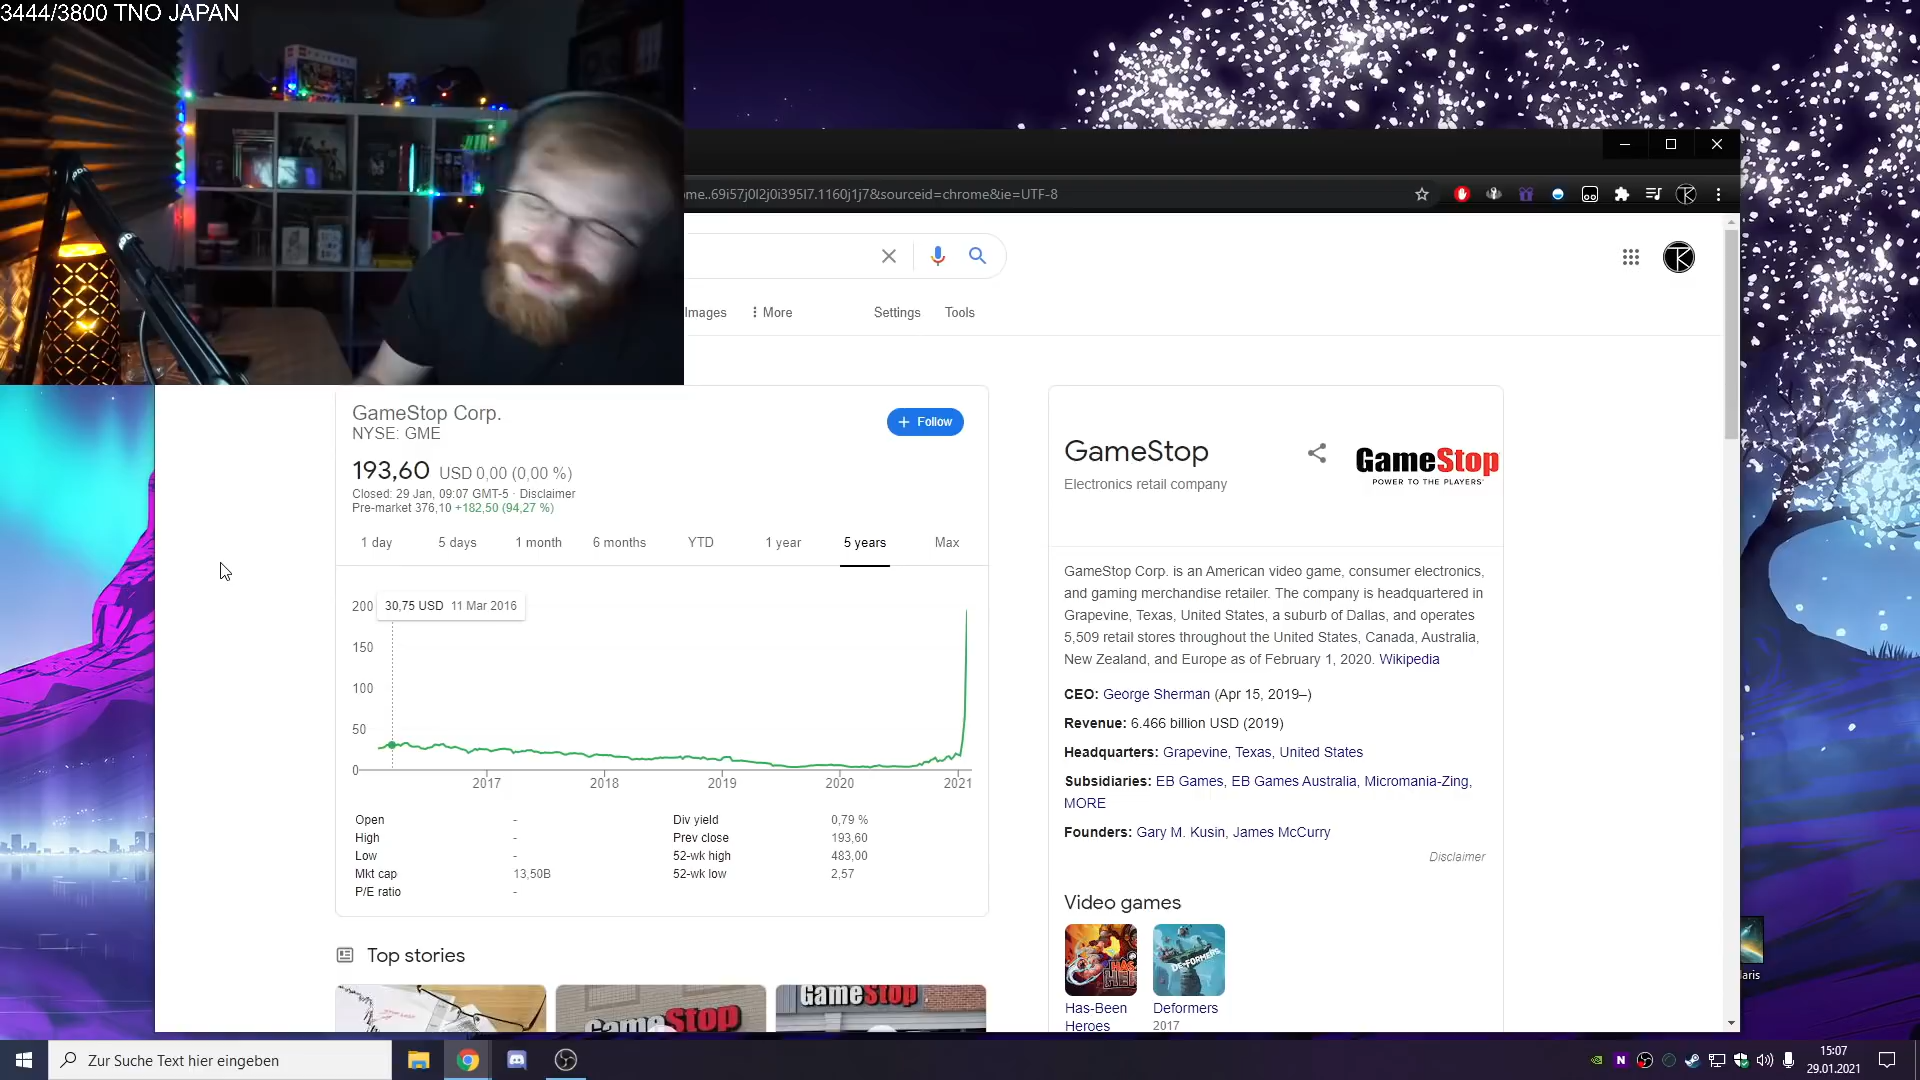 3444/3800 TNO JAPAN
ome..69i57j0l2j0i395l7.1160j1j7&sourceid=chrome&ie=UTF-8
Images
More
Settings
Tools
GameStop Corp.
NYSE: GME
+ Follow
193,60 USD 0,00 (0,00 %)
Closed: 29 Jan, 09:07 GMT-5 · Disclaimer
Pre-market 376,10 +182,50 (94,27 %)
1 day
5 days
1 month
6 months
YTD
1 year
5 years
Max
200
30,75 USD 11 Mar 2016
150
100
50
0
2017
2018
2019
2020
2021
Open -
Div yield 0,79 %
High -
Prev close 193,60
Low -
52-wk high 483,00
Mkt cap 13,50B
52-wk low 2,57
P/E ratio -
Top stories
GameStop
GameStop
GameStop
Electronics retail company
GameStop
POWER TO THE PLAYERS
GameStop Corp. is an American video game, consumer electronics,
and gaming merchandise retailer. The company is headquartered in
Grapevine, Texas, United States, a suburb of Dallas, and operates
5,509 retail stores throughout the United States, Canada, Australia,
New Zealand, and Europe as of February 1, 2020. Wikipedia
CEO: George Sherman (Apr 15, 2019–)
Revenue: 6.466 billion USD (2019)
Headquarters: Grapevine, Texas, United States
Subsidiaries: EB Games, EB Games Australia, Micromania-Zing,
MORE
Founders: Gary M. Kusin, James McCurry
Disclaimer
Video games
DE-FORMERS
Has-Been
Heroes
Deformers
2017
laris
Zur Suche Text hier eingeben
15:07
29.01.2021